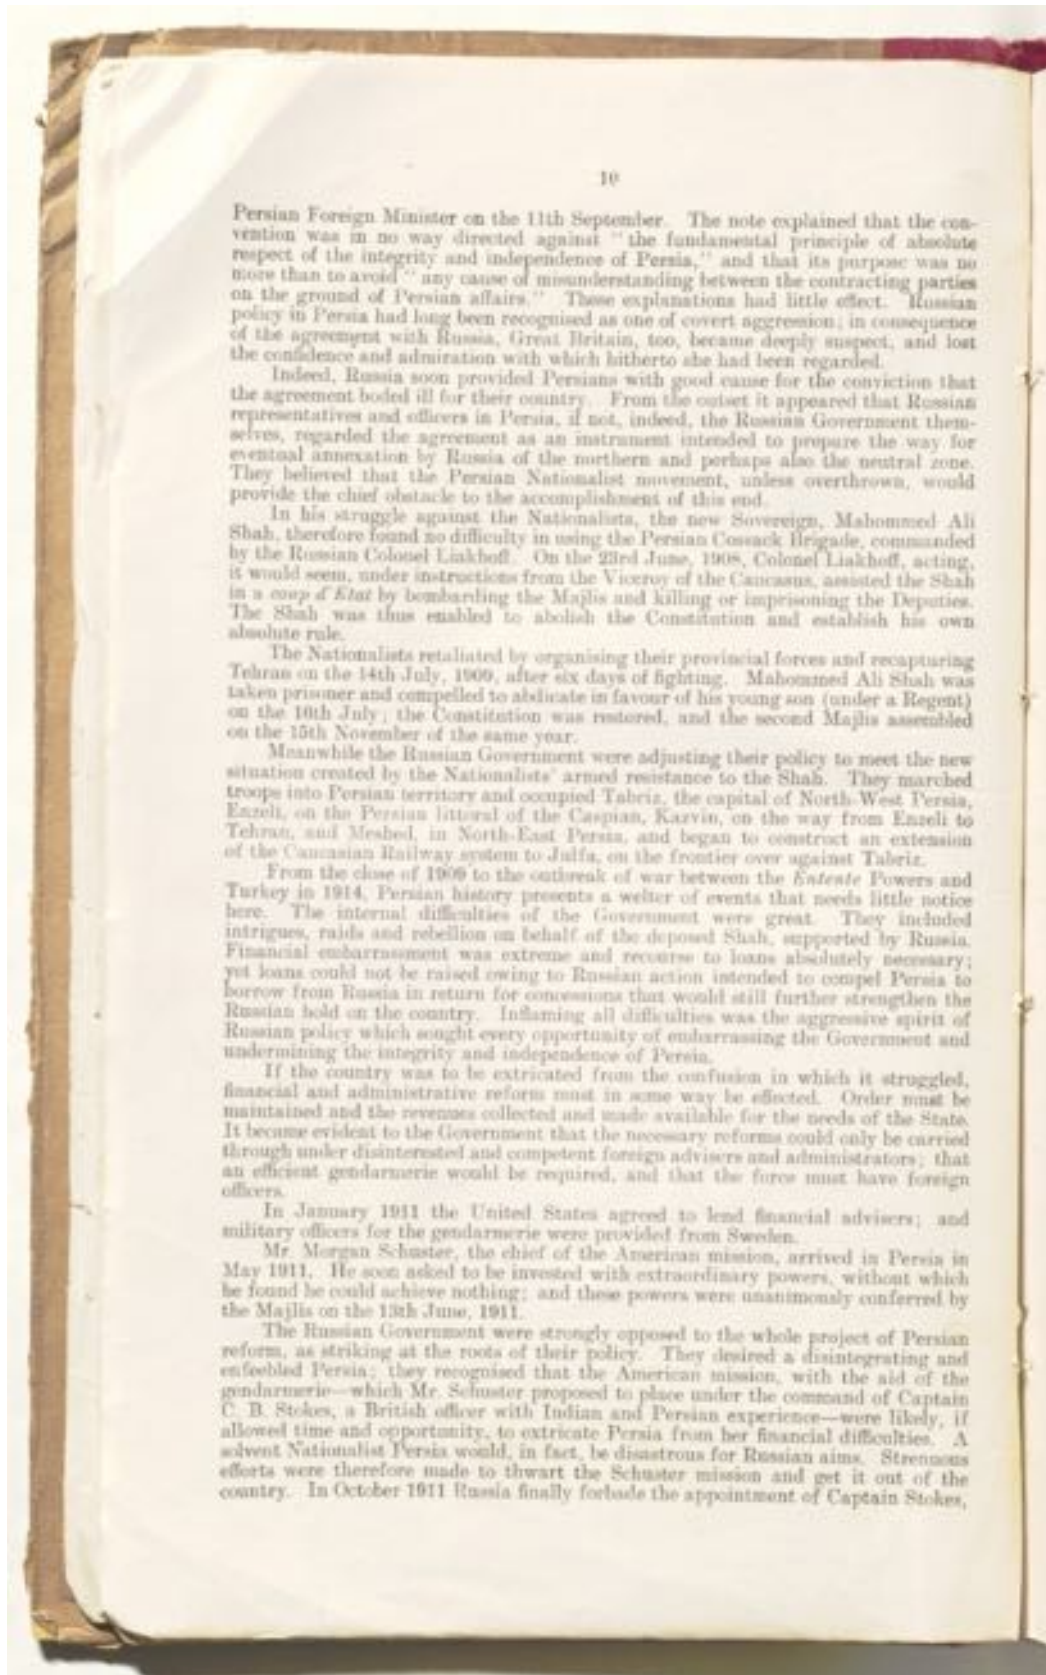 10
Persian Foreign Minister on the 11th September. The note explained that the con-
vention was in no way directed against "the fundamental principle of absolute
respect of the integrity and independence of Persia," and that its purpose was no
more than to avoid "any cause of misunderstanding between the contracting parties
on the ground of Persian affairs." These explanations had little effect. Russian
policy in Persia had long been recognised as one of covert aggression; in consequence
of the agreement with Russia, Great Britain, too, became deeply suspect, and lost
the confidence and admiration with which hitherto she had been regarded.
Indeed, Russia soon provided Persians with good cause for the conviction that
the agreement boded ill for their country. From the outset it appeared that Russian
representatives and officers in Persia, if not, indeed, the Russian Government them-
selves, regarded the agreement as an instrument intended to prepare the way for
eventual annexation by Russia of the northern and perhaps also the neutral zone.
They believed that the Persian Nationalist movement, unless overthrown, would
provide the chief obstacle to the accomplishment of this end.
In his struggle against the Nationalists, the new Sovereign, Mahommed Ali
Shah, therefore found no difficulty in using the Persian Cossack Brigade, commanded
by the Russian Colonel Liakhoff. On the 23rd June, 1908, Colonel Liakhoff, acting,
it would seem, under instructions from the Viceroy of the Caucasus, assisted the Shah
in a coup d'Etat by bombarding the Majlis and killing or imprisoning the Deputies.
The Shah was thus enabled to abolish the Constitution and establish his own
absolute rule.
The Nationalists retaliated by organising their provincial forces and recapturing
Tehran on the 14th July, 1909, after six days of fighting. Mahommed Ali Shah was
taken prisoner and compelled to abdicate in favour of his young son (under a Regent)
on the 16th July; the Constitution was restored, and the second Majlis assembled
on the 15th November of the same year.
Meanwhile the Russian Government were adjusting their policy to meet the new
situation created by the Nationalists' armed resistance to the Shah. They marched
troops into Persian territory and occupied Tabriz, the capital of North-West Persia,
Enzeli, on the Persian littoral of the Caspian, Kazvin, on the way from Enzeli to
Tehran, and Meshed, in North-East Persia, and began to construct an extension
of the Caucasian Railway system to Julfa, on the frontier over against Tabriz.
From the close of 1909 to the outbreak of war between the Entente Powers and
Turkey in 1914, Persian history presents a welter of events that needs little notice
here. The internal difficulties of the Government were great. They included
intrigues, raids and rebellion on behalf of the deposed Shah, supported by Russia.
Financial embarrassment was extreme and recourse to loans absolutely necessary;
yet loans could not be raised owing to Russian action intended to compel Persia to
borrow from Russia in return for concessions that would still further strengthen the
Russian hold on the country. Inflaming all difficulties was the aggressive spirit of
Russian policy which sought every opportunity of embarrassing the Government and
undermining the integrity and independence of Persia.
If the country was to be extricated from the confusion in which it struggled,
financial and administrative reform must in some way be effected. Order must be
maintained and the revenues collected and made available for the needs of the State.
It became evident to the Government that the necessary reforms could only be carried
through under disinterested and competent foreign advisers and administrators; that
an efficient gendarmerie would be required, and that the force must have foreign
officers.
In January 1911 the United States agreed to lend financial advisers; and
military officers for the gendarmerie were provided from Sweden.
Mr. Morgan Schuster, the chief of the American mission, arrived in Persia in
May 1911. He soon asked to be invested with extraordinary powers, without which
he found he could achieve nothing; and these powers were unanimously conferred by
the Majlis on the 13th June, 1911.
The Russian Government were strongly opposed to the whole project of Persian
reform, as striking at the roots of their policy. They desired a disintegrating and
enfeebled Persia; they recognised that the American mission, with the aid of the
gendarmerie—which Mr. Schuster proposed to place under the command of Captain
C. B. Stokes, a British officer with Indian and Persian experience—were likely, if
allowed time and opportunity, to extricate Persia from her financial difficulties. A
solvent Nationalist Persia would, in fact, be disastrous for Russian aims. Strenuous
efforts were therefore made to thwart the Schuster mission and get it out of the
country. In October 1911 Russia finally forbade the appointment of Captain Stokes,